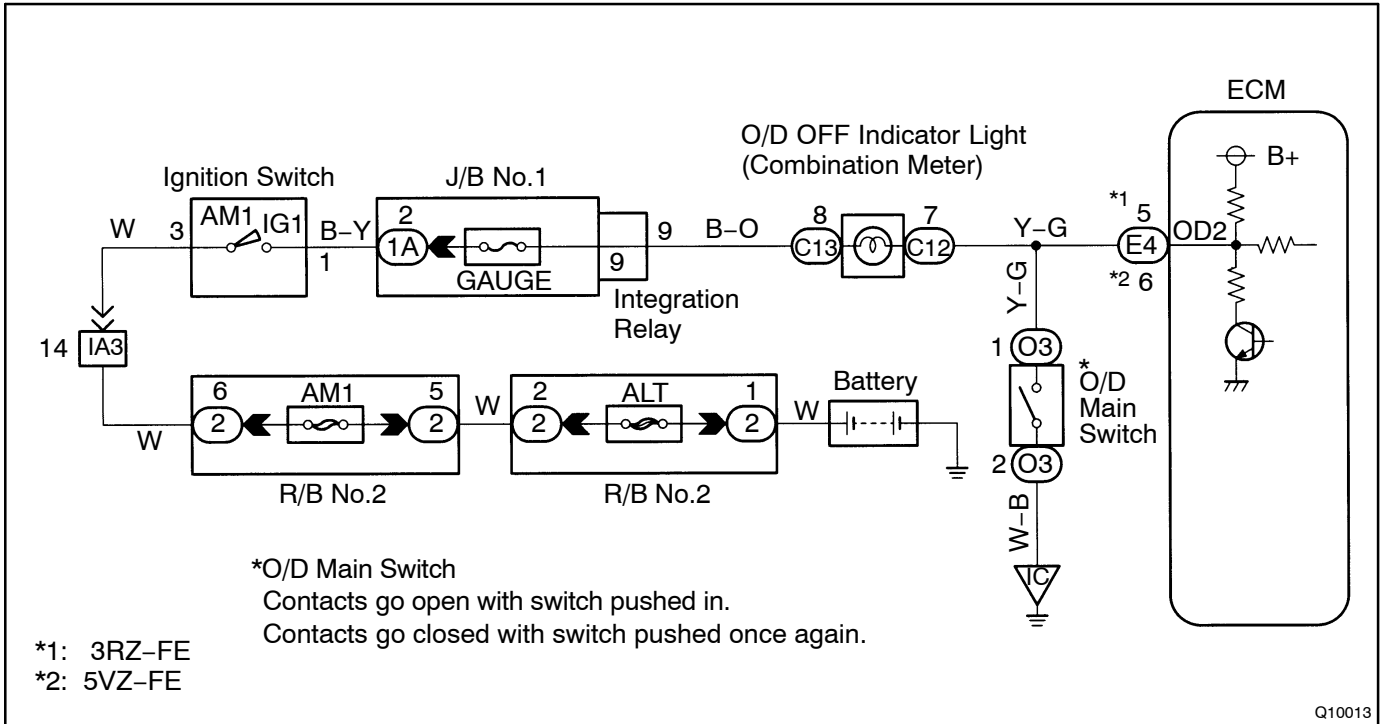 ECM
O/D OFF Indicator Light
(Combination Meter)
B+
Ignition Switch
J/B No.1
W
3
AM1
IG1
B–Y
1
2
1A
GAUGE
9
9
Integration
Relay
B–O
8
C13
7
C12
Y–G
Y–G
*1 5
E4
*2 6
OD2
14
IA3
W
6
2
AM1
5
2
R/B No.2
W
2
2
ALT
1
2
R/B No.2
W
Battery
1
O3
*
O/D
Main
Switch
2
O3
W–B
IC
*O/D Main Switch
Contacts go open with switch pushed in.
Contacts go closed with switch pushed once again.
*1: 3RZ–FE
*2: 5VZ–FE
Q10013